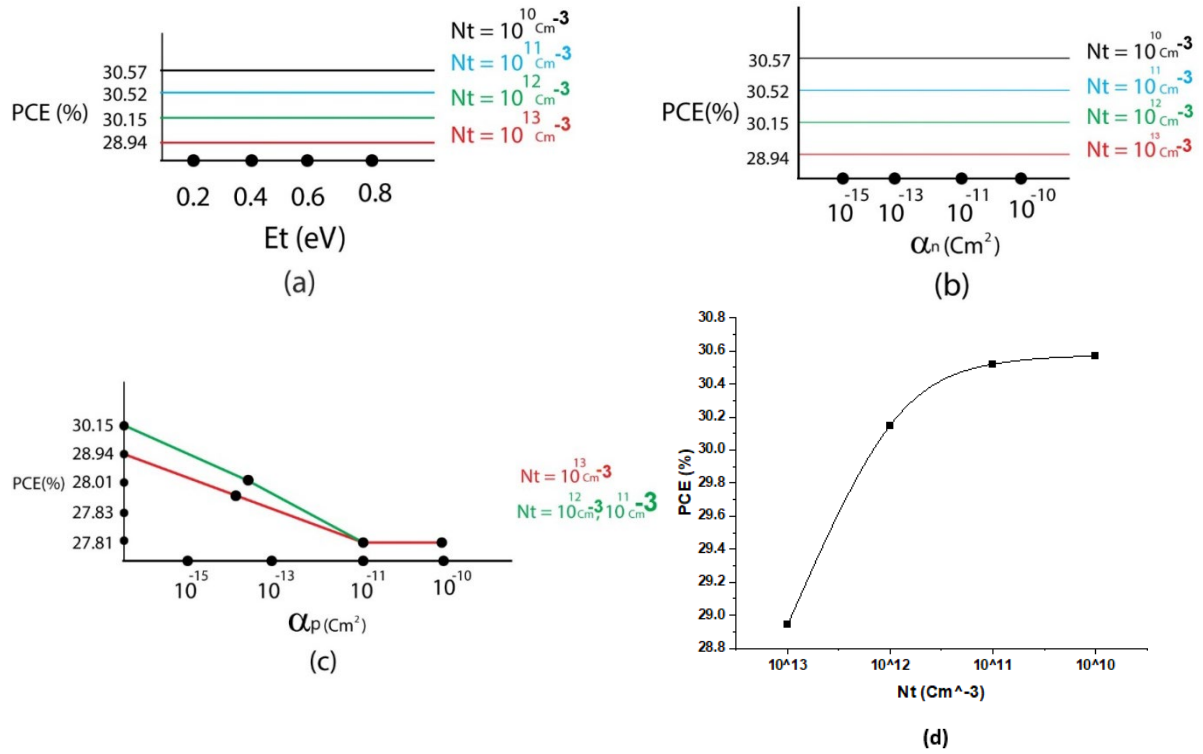 Nt = 10^10 Cm^-3
Nt = 10^11 Cm^-3
Nt = 10^12 Cm^-3
Nt = 10^13 Cm^-3
30.57
30.52
30.15
28.94
PCE (%)
0.2 0.4 0.6 0.8
Et (eV)
(a)
Nt = 10^10 Cm^-3
Nt = 10^11 Cm^-3
Nt = 10^12 Cm^-3
Nt = 10^13 Cm^-3
30.57
30.52
30.15
28.94
PCE(%)
10^-15 10^-13 10^-11 10^-10
αn (Cm²)
(b)
30.15
28.94
28.01
27.83
27.81
PCE(%)
Nt = 10^13 Cm^-3
Nt = 10^12 Cm^-3, 10^11 Cm^-3
10^-15 10^-13 10^-11 10^-10
αp (Cm²)
(c)
30.8
30.6
30.4
30.2
30.0
29.8
29.6
29.4
29.2
29.0
28.8
PCE (%)
10^13 10^12 10^11 10^10
Nt (Cm^-3)
(d)